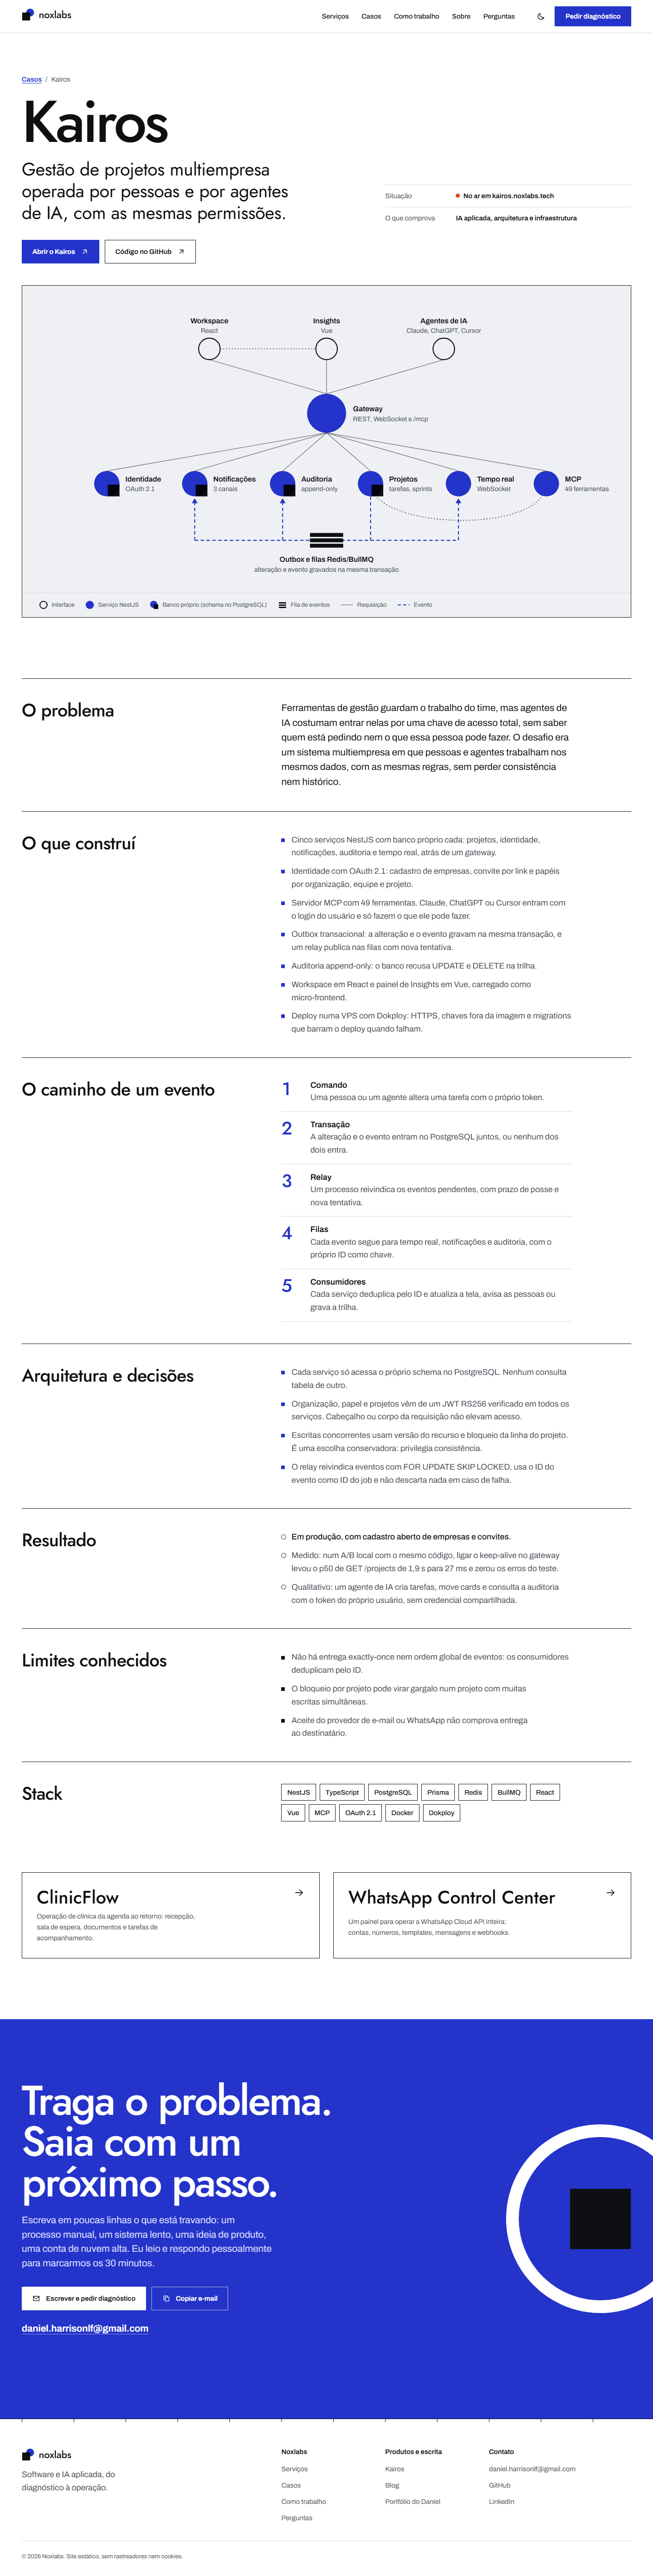 noxlabs
Serviços Casos Como trabalho Sobre Perguntas Pedir diagnóstico
Casos / Kairos
Kairos
Gestão de projetos multiempresa
operada por pessoas e por agentes
de IA, com as mesmas permissões.
Situação No ar em kairos.noxlabs.tech
O que comprova IA aplicada, arquitetura e infraestrutura
Abrir o Kairos Código no GitHub
Workspace Insights Agentes de IA
React Vue Claude, ChatGPT, Cursor
Gateway
REST, WebSocket e /mcp
Identidade Notificações Auditoria Projetos Tempo real MCP
OAuth 2.1 3 canais append-only tarefas, sprints WebSocket 49 ferramentas
Outbox e filas Redis/BullMQ
alteração e evento gravados na mesma transação
Interface Serviço NestJS Banco próprio (schema no PostgreSQL) Fila de eventos Requisição Evento
O problema
Ferramentas de gestão guardam o trabalho do time, mas agentes de
IA costumam entrar nelas por uma chave de acesso total, sem saber
quem está pedindo nem o que essa pessoa pode fazer. O desafio era
um sistema multiempresa em que pessoas e agentes trabalham nos
mesmos dados, com as mesmas regras, sem perder consistência
nem histórico.
O que construí
Cinco serviços NestJS com banco próprio cada: projetos, identidade,
notificações, auditoria e tempo real, atrás de um gateway.
Identidade com OAuth 2.1: cadastro de empresas, convite por link e papéis
por organização, equipe e projeto.
Servidor MCP com 49 ferramentas. Claude, ChatGPT ou Cursor entram com
o login do usuário e só fazem o que ele pode fazer.
Outbox transacional: a alteração e o evento gravam na mesma transação, e
um relay publica nas filas com nova tentativa.
Auditoria append-only: o banco recusa UPDATE e DELETE na trilha.
Workspace em React e painel de Insights em Vue, carregado como
micro-frontend.
Deploy numa VPS com Dokploy: HTTPS, chaves fora da imagem e migrations
que barram o deploy quando falham.
O caminho de um evento
1 Comando
Uma pessoa ou um agente altera uma tarefa com o próprio token.
2 Transação
A alteração e o evento entram no PostgreSQL juntos, ou nenhum dos
dois entra.
3 Relay
Um processo reivindica os eventos pendentes, com prazo de posse e
nova tentativa.
4 Filas
Cada evento segue para tempo real, notificações e auditoria, com o
próprio ID como chave.
5 Consumidores
Cada serviço deduplica pelo ID e atualiza a tela, avisa as pessoas ou
grava a trilha.
Arquitetura e decisões
Cada serviço só acessa o próprio schema no PostgreSQL. Nenhum consulta
tabela de outro.
Organização, papel e projetos vêm de um JWT RS256 verificado em todos os
serviços. Cabeçalho ou corpo da requisição não elevam acesso.
Escritas concorrentes usam versão do recurso e bloqueio da linha do projeto.
É uma escolha conservadora: privilegia consistência.
O relay reivindica eventos com FOR UPDATE SKIP LOCKED, usa o ID do
evento como ID do job e não descarta nada em caso de falha.
Resultado
Em produção, com cadastro aberto de empresas e convites.
Medido: num A/B local com o mesmo código, ligar o keep-alive no gateway
levou o p50 de GET /projects de 1,9 s para 27 ms e zerou os erros do teste.
Qualitativo: um agente de IA cria tarefas, move cards e consulta a auditoria
com o token do próprio usuário, sem credencial compartilhada.
Limites conhecidos
Não há entrega exactly-once nem ordem global de eventos: os consumidores
deduplicam pelo ID.
O bloqueio por projeto pode virar gargalo num projeto com muitas
escritas simultâneas.
Aceite do provedor de e-mail ou WhatsApp não comprova entrega
ao destinatário.
Stack
NestJS TypeScript PostgreSQL Prisma Redis BullMQ React
Vue MCP OAuth 2.1 Docker Dokploy
ClinicFlow
Operação de clínica da agenda ao retorno: recepção,
sala de espera, documentos e tarefas de
acompanhamento.
WhatsApp Control Center
Um painel para operar a WhatsApp Cloud API inteira:
contas, números, templates, mensagens e webhooks.
Traga o problema.
Saia com um
próximo passo.
Escreva em poucas linhas o que está travando: um
processo manual, um sistema lento, uma ideia de produto,
uma conta de nuvem alta. Eu leio e respondo pessoalmente
para marcarmos os 30 minutos.
Escrever e pedir diagnóstico Copiar e-mail
daniel.harrisonlf@gmail.com
noxlabs
Software e IA aplicada, do
diagnóstico à operação.
Noxlabs
Serviços
Casos
Como trabalho
Perguntas
Produtos e escrita
Kairos
Blog
Portfólio do Daniel
Contato
daniel.harrisonlf@gmail.com
GitHub
LinkedIn
© 2026 Noxlabs. Site estático, sem rastreadores nem cookies.